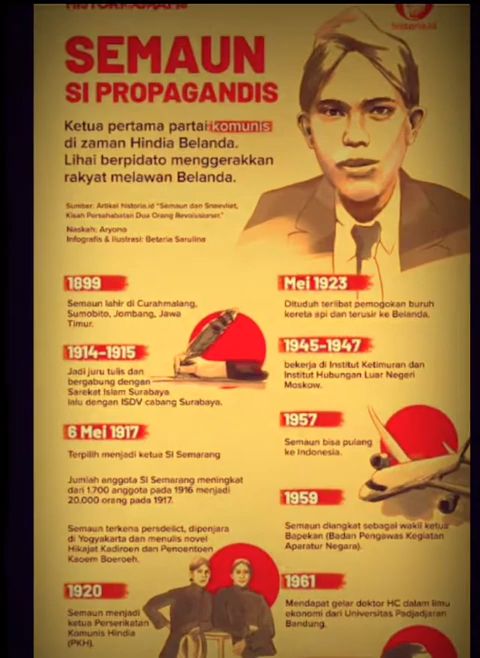 SEMAUN
SI PROPAGANDIS
Ketua pertama partai komunis
di zaman Hindia Belanda.
Lihai berpidato menggerakkan
rakyat melawan Belanda.
Sumber: Artikel historia.id "Semaun dan Sneevliet,
Kisah Persahabatan Dua Orang Revolusioner."
Naskah: Aryono
Infografis & Ilustrasi: Betaria Sarulina
historia.id
1899
Semaun lahir di Curahmalang,
Sumobito, Jombang, Jawa
Timur.
1914-1915
Jadi juru tulis dan
bergabung dengan
Sarekat Islam Surabaya
lalu dengan ISDV cabang Surabaya.
6 Mei 1917
Terpilih menjadi ketua SI Semarang
Jumlah anggota SI Semarang meningkat
dari 1.700 anggota pada 1916 menjadi
20.000 orang pada 1917.
Semaun terkena persdelict, dipenjara
di Yogyakarta dan menulis novel
Hikajat Kadiroen dan Penoentoen
Kaoem Boeroeh.
1920
Semaun menjadi
ketua Perserikatan
Komunis Hindia
(PKH).
Mei 1923
Dituduh terlibat pemogokan buruh
kereta api dan terusir ke Belanda.
1945-1947
bekerja di Institut Ketimuran dan
Institut Hubungan Luar Negeri
Moskow.
1957
Semaun bisa pulang
ke Indonesia.
1959
Semaun diangkat sebagai wakil ketua
Bapekan (Badan Pengawas Kegiatan
Aparatur Negara).
1961
Mendapat gelar doktor HC dalam ilmu
ekonomi dari Universitas Padjadjaran
Bandung.